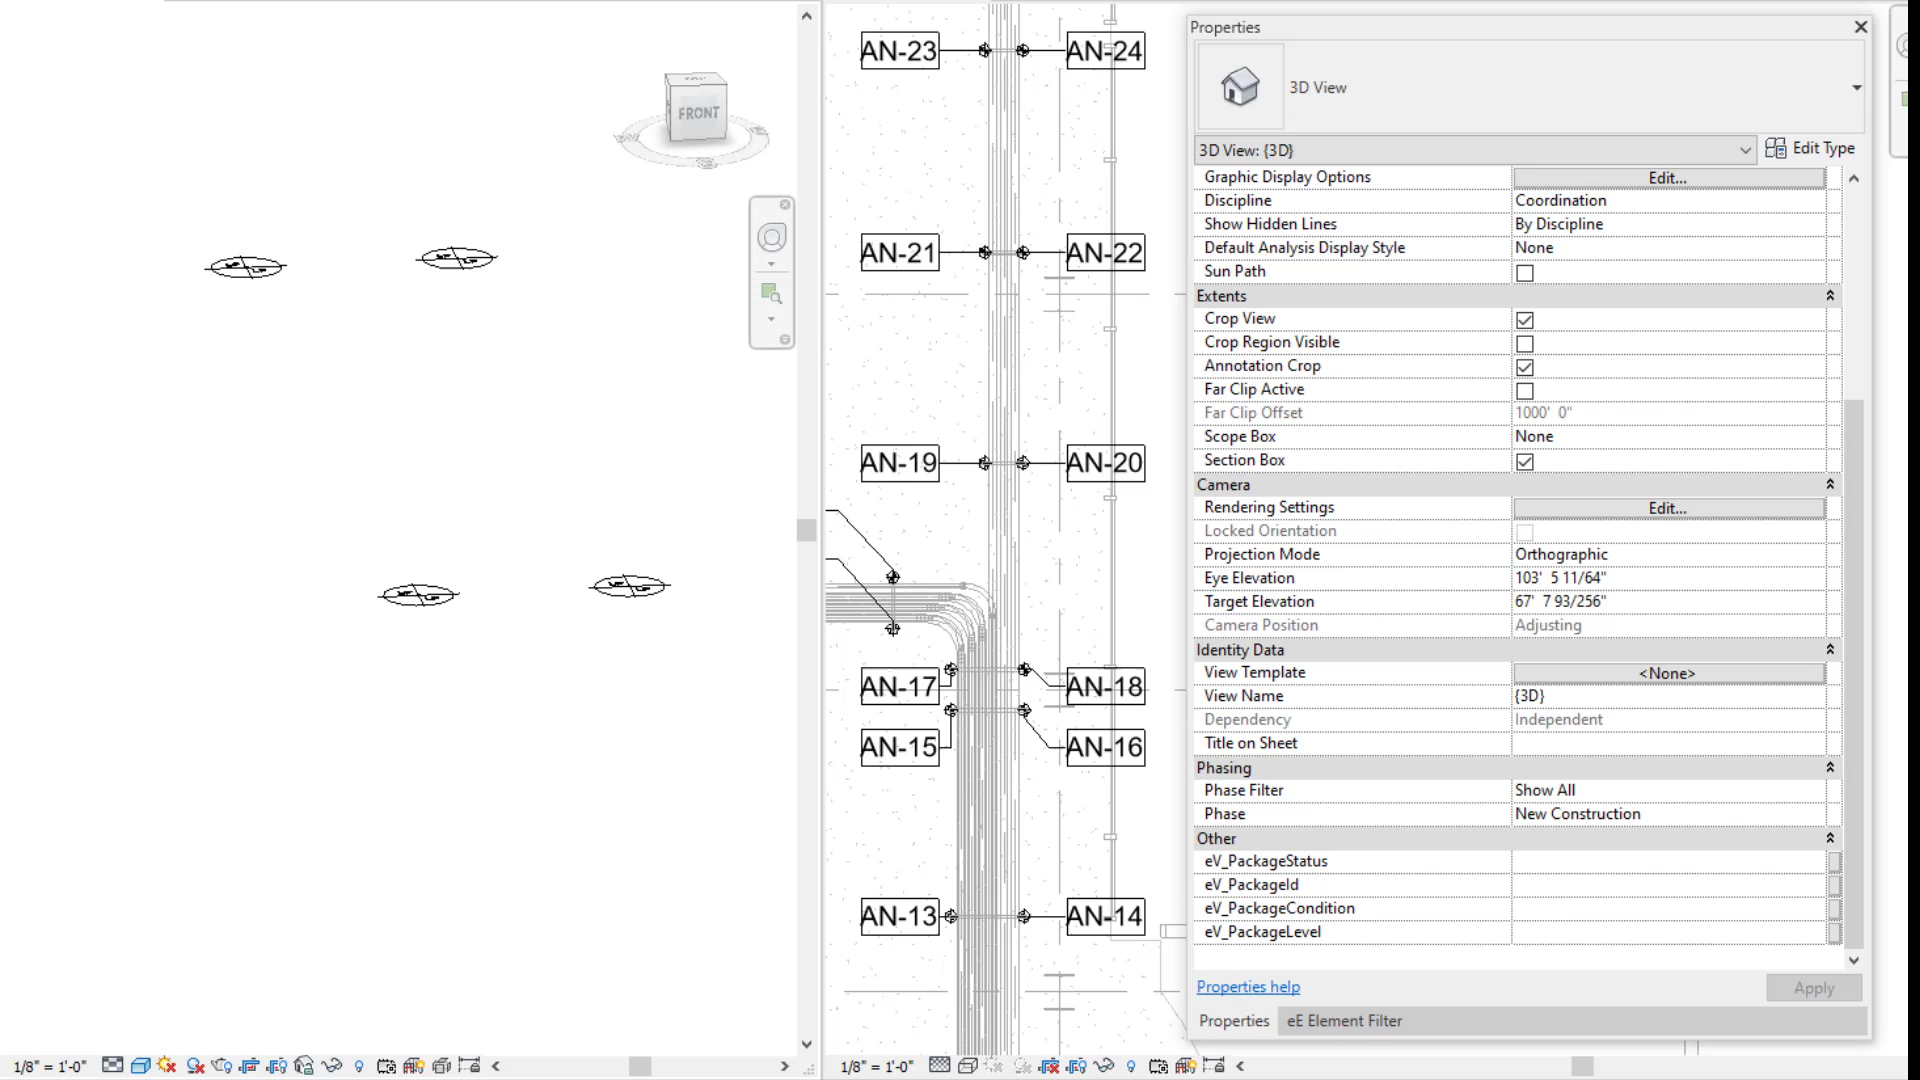 FRONT
AN-23
AN-24
AN-21
AN-22
AN-19
AN-20
AN-17
AN-18
AN-15
AN-16
AN-13
AN-14
1/8" = 1'-0"
1/8" = 1'-0"
Properties
3D View
3D View: {3D}
Edit Type
Graphic Display Options Edit...
Discipline Coordination
Show Hidden Lines By Discipline
Default Analysis Display Style None
Sun Path
Extents
Crop View
Crop Region Visible
Annotation Crop
Far Clip Active
Far Clip Offset 1000' 0"
Scope Box None
Section Box
Camera
Rendering Settings Edit...
Locked Orientation
Projection Mode Orthographic
Eye Elevation 103' 5 11/64"
Target Elevation 67' 7 93/256"
Camera Position Adjusting
Identity Data
View Template <None>
View Name {3D}
Dependency Independent
Title on Sheet
Phasing
Phase Filter Show All
Phase New Construction
Other
eV_PackageStatus
eV_PackageId
eV_PackageCondition
eV_PackageLevel
Properties help
Apply
Properties eE Element Filter